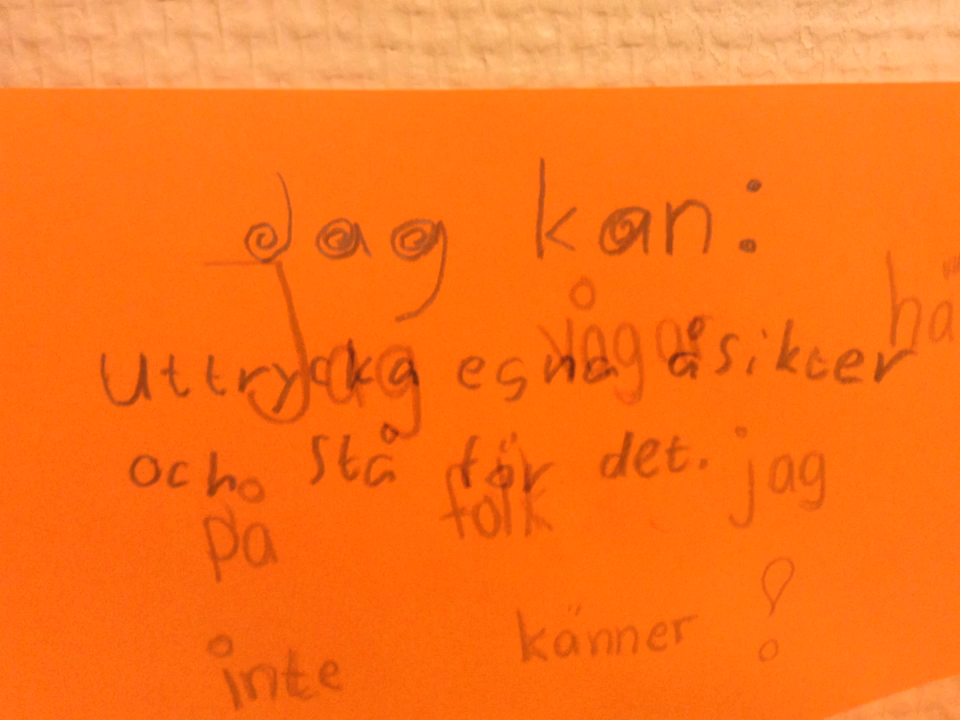 Jag kan:
Uttrycka egna åsikter
och stå för det.
Jag vågar
på folk jag
inte känner!